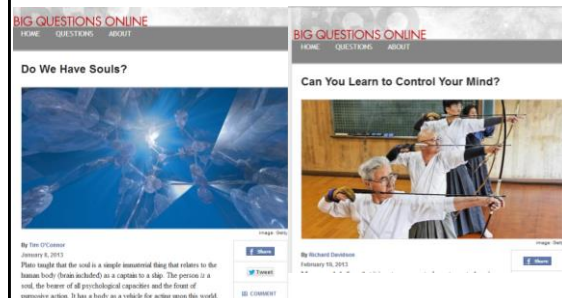 BIG QUESTIONS ONLINE
HOME QUESTIONS ABOUT
Do We Have Souls?
By Tim O'Connor
January 8, 2013
Plato taught that the soul is a simple immaterial thing that relates to the
human body (brain included) as a captain to a ship. The person is a
soul, the bearer of all psychological capacities and the fount of
purposive action. It has a body as a vehicle for acting upon this world.
Image: Getty
Share
Tweet
COMMENT
BIG QUESTIONS ONLINE
HOME QUESTIONS ABOUT
Can You Learn to Control Your Mind?
By Richard Davidson
February 19, 2013
Image: Getty
Share